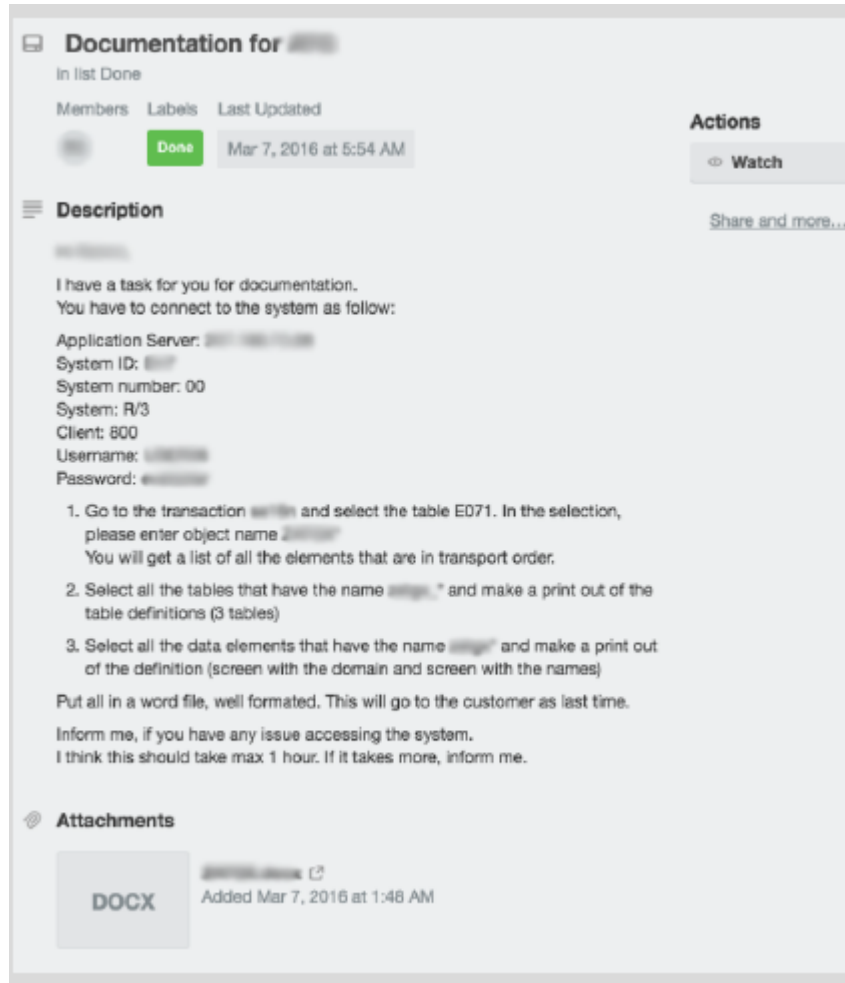 Documentation for
in list Done
Members Labels Last Updated
Done Mar 7, 2016 at 5:54 AM
Actions
Watch
Share and more...
Description
I have a task for you for documentation.
You have to connect to the system as follow:
Application Server:
System ID:
System number: 00
System: R/3
Client: 800
Username:
Password:
1. Go to the transaction and select the table E071. In the selection,
please enter object name
You will get a list of all the elements that are in transport order.
2. Select all the tables that have the name * and make a print out of the
table definitions (3 tables)
3. Select all the data elements that have the name * and make a print out
of the definition (screen with the domain and screen with the names)
Put all in a word file, well formated. This will go to the customer as last time.
Inform me, if you have any issue accessing the system.
I think this should take max 1 hour. If it takes more, inform me.
Attachments
DOCX
Added Mar 7, 2016 at 1:48 AM